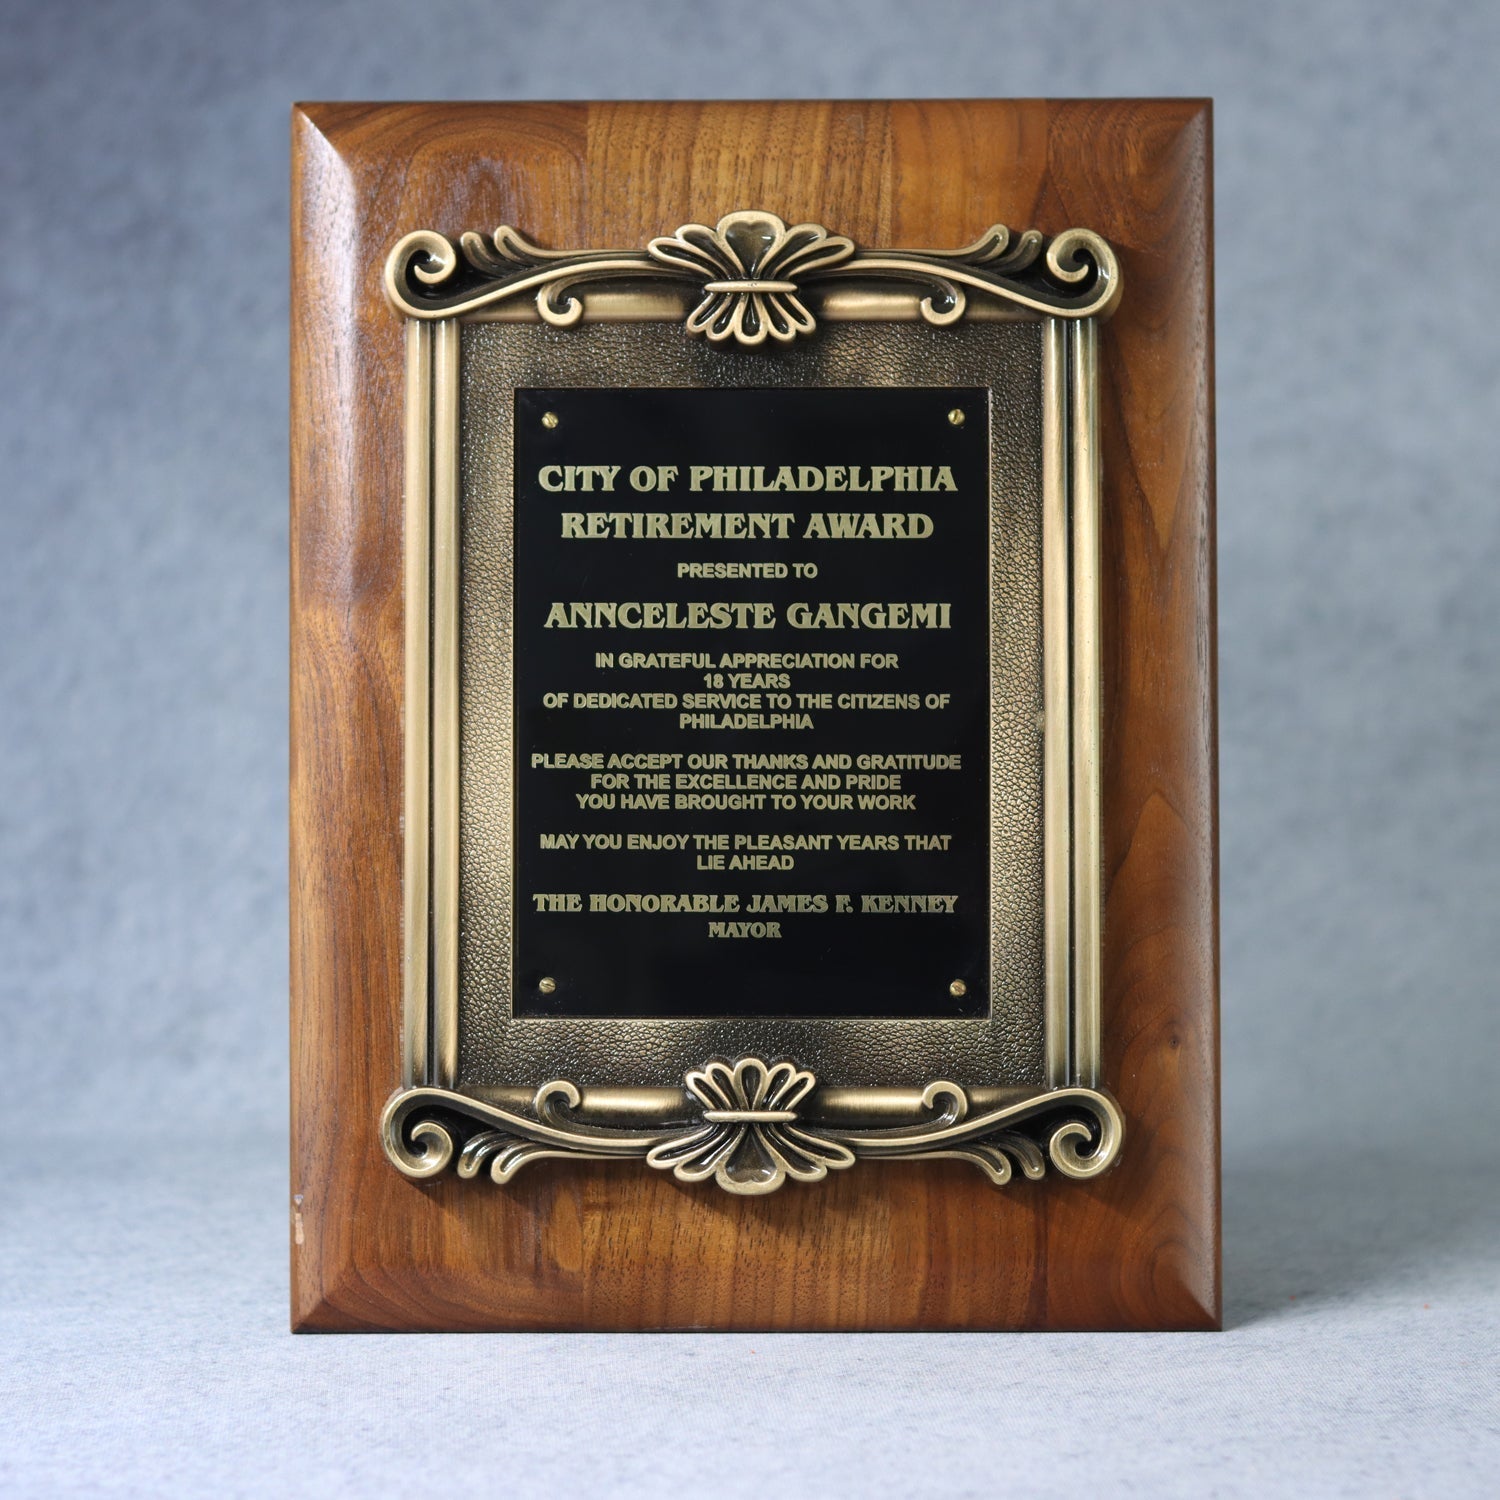 CITY OF PHILADELPHIA
RETIREMENT AWARD
PRESENTED TO
ANNCELESTE GANGEMI
IN GRATEFUL APPRECIATION FOR
18 YEARS
OF DEDICATED SERVICE TO THE CITIZENS OF
PHILADELPHIA
PLEASE ACCEPT OUR THANKS AND GRATITUDE
FOR THE EXCELLENCE AND PRIDE
YOU HAVE BROUGHT TO YOUR WORK
MAY YOU ENJOY THE PLEASANT YEARS THAT
LIE AHEAD
THE HONORABLE JAMES F. KENNEY
MAYOR